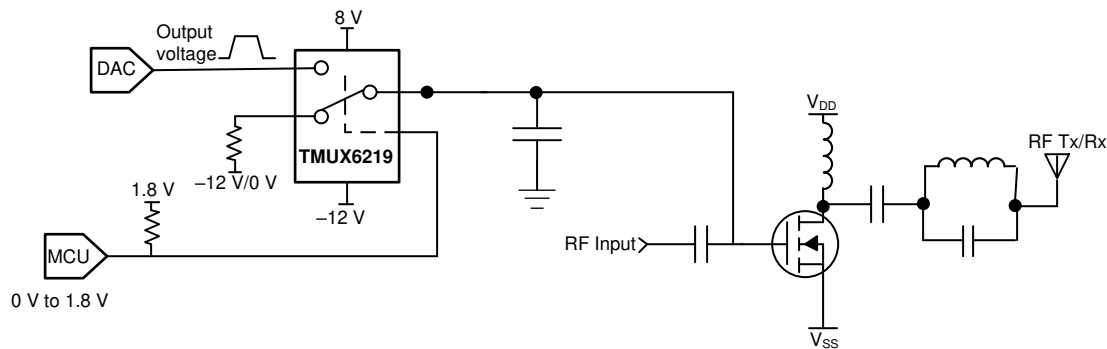 8 V
Output
voltage
DAC
TMUX6219
–12 V/0 V
1.8 V
–12 V
MCU
0 V to 1.8 V
RF Input
VDD
RF Tx/Rx
VSS